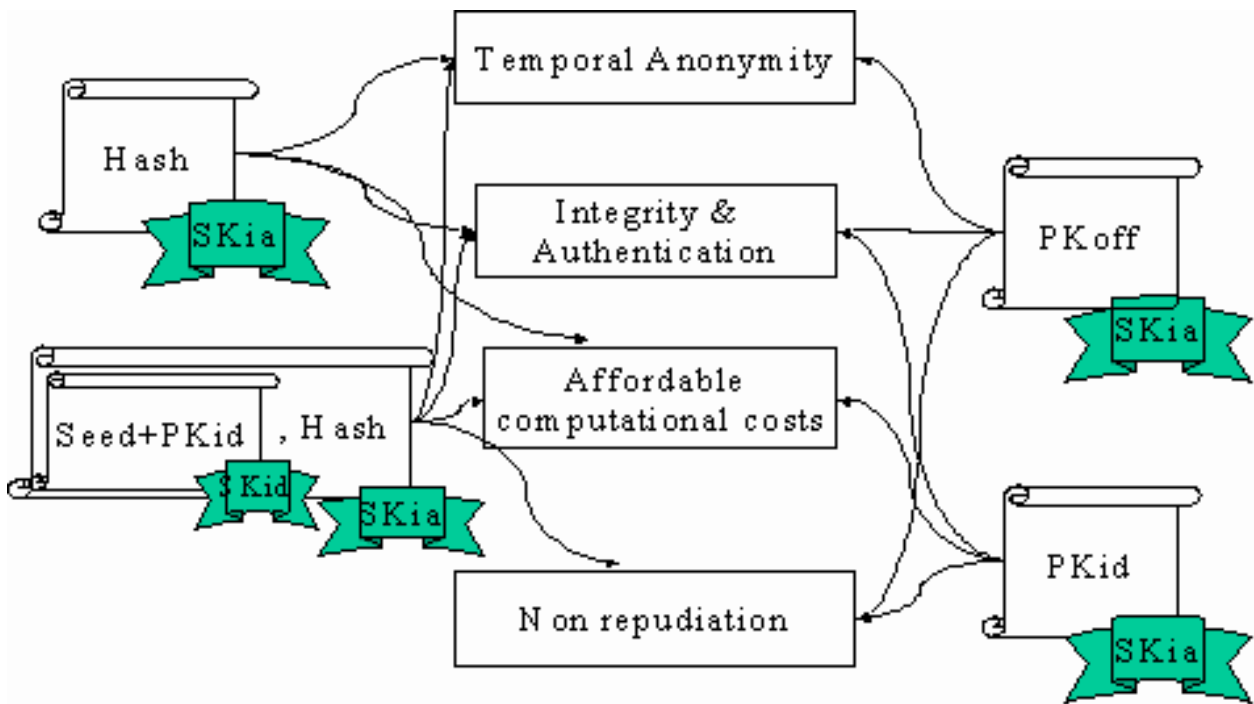 Temporal Anonymity
Hash
SKia
Integrity &
Authentication
PKoff
SKia
Affordable
computational costs
Seed+PKid , Hash
SKid
SKia
PKid
Non repudiation
SKia